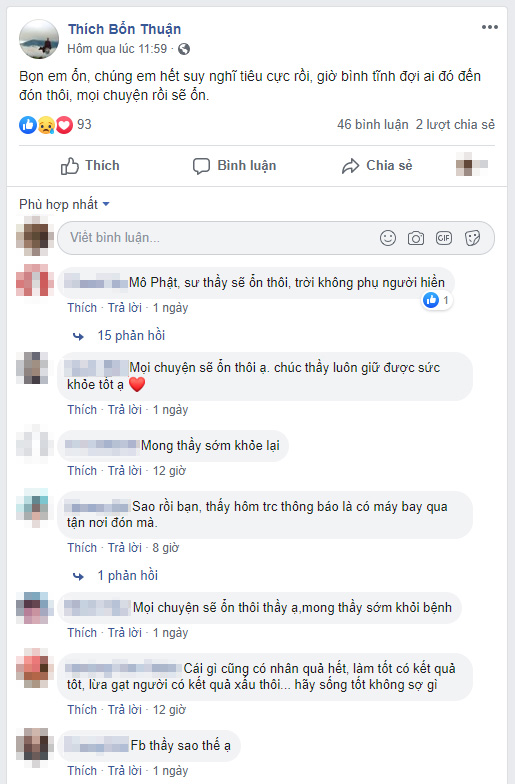 Thích Bổn Thuận
Hôm qua lúc 11:59 ·
Bọn em ổn, chúng em hết suy nghĩ tiêu cực rồi, giờ bình tĩnh đợi ai đó đến
đón thôi, mọi chuyện rồi sẽ ổn.
93 46 bình luận 2 lượt chia sẻ
Thích Bình luận Chia sẻ
Phù hợp nhất
Viết bình luận... GIF
Mô Phật, sư thầy sẽ ổn thôi, trời không phụ người hiền
1
Thích · Trả lời · 1 ngày
15 phản hồi
Mọi chuyện sẽ ổn thôi ạ. chúc thầy luôn giữ được sức
khỏe tốt ạ ❤️
Thích · Trả lời · 1 ngày
Mong thầy sớm khỏe lại
Thích · Trả lời · 12 giờ
Sao rồi bạn, thấy hôm trc thông báo là có máy bay qua
tận nơi đón mà.
Thích · Trả lời · 8 giờ
1 phản hồi
Mọi chuyện sẽ ổn thôi thầy ạ,mong thầy sớm khỏi bệnh
Thích · Trả lời · 1 ngày
Cái gì cũng có nhân quả hết, làm tốt có kết quả
tốt, lừa gạt người có kết quả xấu thôi... hãy sống tốt không sợ gì
Thích · Trả lời · 12 giờ
Fb thầy sao thế ạ
Thích · Trả lời · 1 ngày